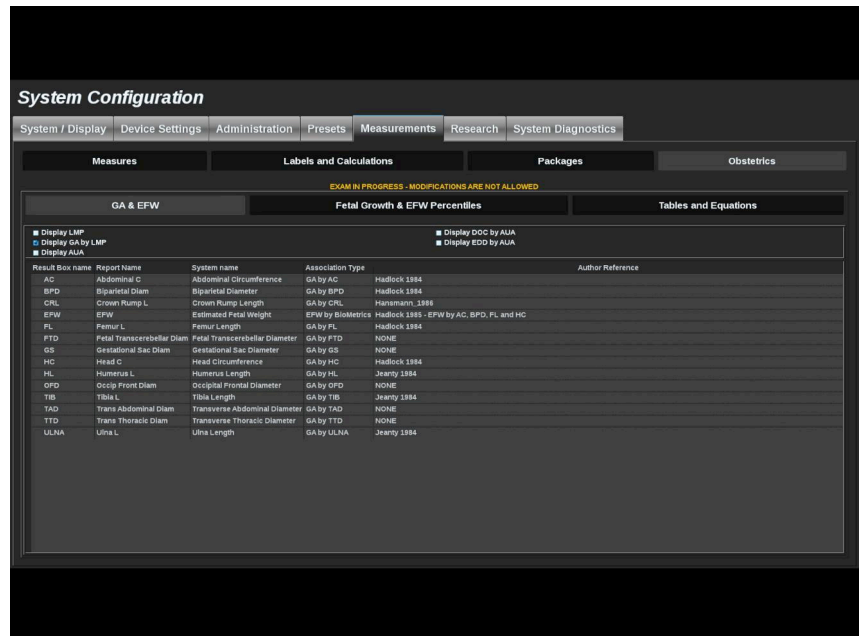 System Configuration
System / Display Device Settings Administration Presets Measurements Research System Diagnostics
Measures Labels and Calculations Packages Obstetrics
EXAM IN PROGRESS - MODIFICATIONS ARE NOT ALLOWED
GA & EFW Fetal Growth & EFW Percentiles Tables and Equations
Display LMP Display DOC by AUA
Display GA by LMP Display EDD by AUA
Display AUA
Result Box name Report Name System name Association Type Author Reference
AC Abdominal C Abdominal Circumference GA by AC Hadlock 1984
BPD Biparietal Diam Biparietal Diameter GA by BPD Hadlock 1984
CRL Crown Rump L Crown Rump Length GA by CRL Hansmann_1986
EFW EFW Estimated Fetal Weight EFW by BioMetrics Hadlock 1985 - EFW by AC, BPD, FL and HC
FL Femur L Femur Length GA by FL Hadlock 1984
FTD Fetal Transcerebellar Diam Fetal Transcerebellar Diameter GA by FTD NONE
GS Gestational Sac Diam Gestational Sac Diameter GA by GS NONE
HC Head C Head Circumference GA by HC Hadlock 1984
HL Humerus L Humerus Length GA by HL Jeanty 1984
OFD Occip Front Diam Occipital Frontal Diameter GA by OFD NONE
TIB Tibia L Tibia Length GA by TIB Jeanty 1984
TAD Trans Abdominal Diam Transverse Abdominal Diameter GA by TAD NONE
TTD Trans Thoracic Diam Transverse Thoracic Diameter GA by TTD NONE
ULNA Ulna L Ulna Length GA by ULNA Jeanty 1984